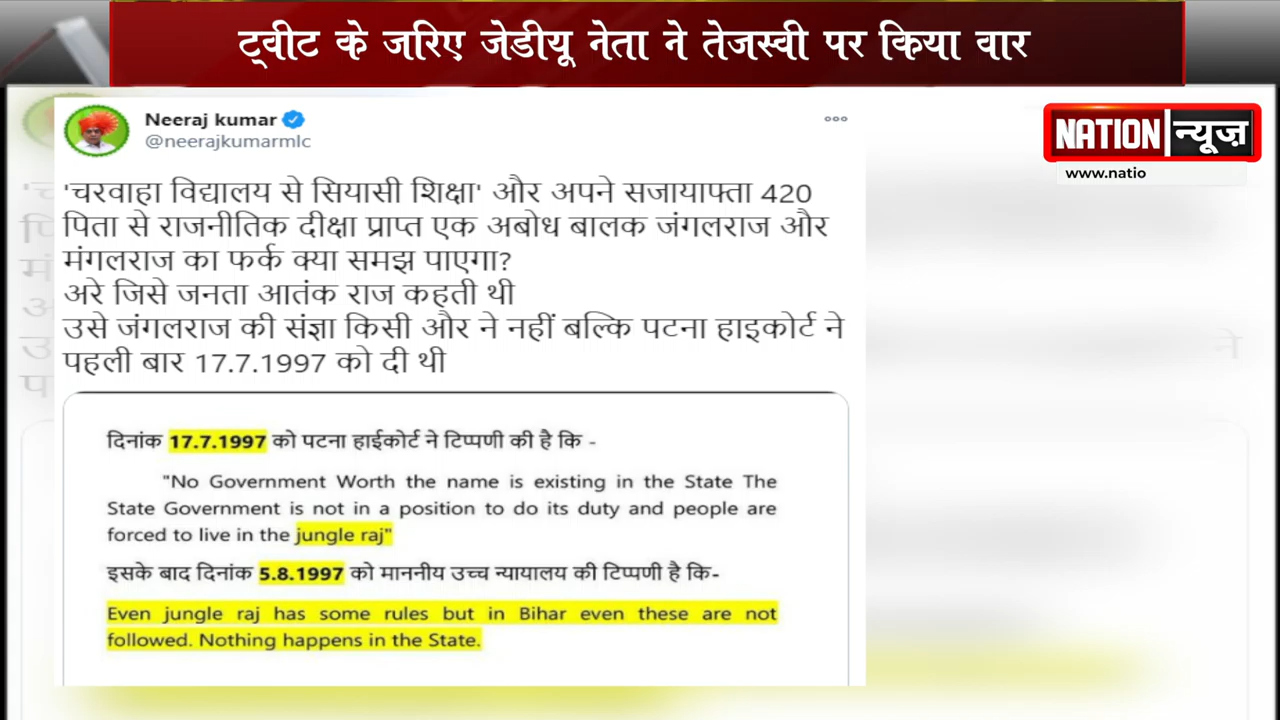 ट्वीट के जरिए जेडीयू नेता ने तेजस्वी पर किया वार
Neeraj kumar
@neerajkumarmlc
NATION न्यूज़
www.natio
'चरवाहा विद्यालय से सियासी शिक्षा' और अपने सजायाफ्ता 420
पिता से राजनीतिक दीक्षा प्राप्त एक अबोध बालक जंगलराज और
मंगलराज का फर्क क्या समझ पाएगा?
अरे जिसे जनता आतंक राज कहती थी
उसे जंगलराज की संज्ञा किसी और ने नहीं बल्कि पटना हाइकोर्ट ने
पहली बार 17.7.1997 को दी थी
दिनांक 17.7.1997 को पटना हाईकोर्ट ने टिप्पणी की है कि -
"No Government Worth the name is existing in the State The
State Government is not in a position to do its duty and people are
forced to live in the jungle raj"
इसके बाद दिनांक 5.8.1997 को माननीय उच्च न्यायालय की टिप्पणी है कि-
Even jungle raj has some rules but in Bihar even these are not
followed. Nothing happens in the State.